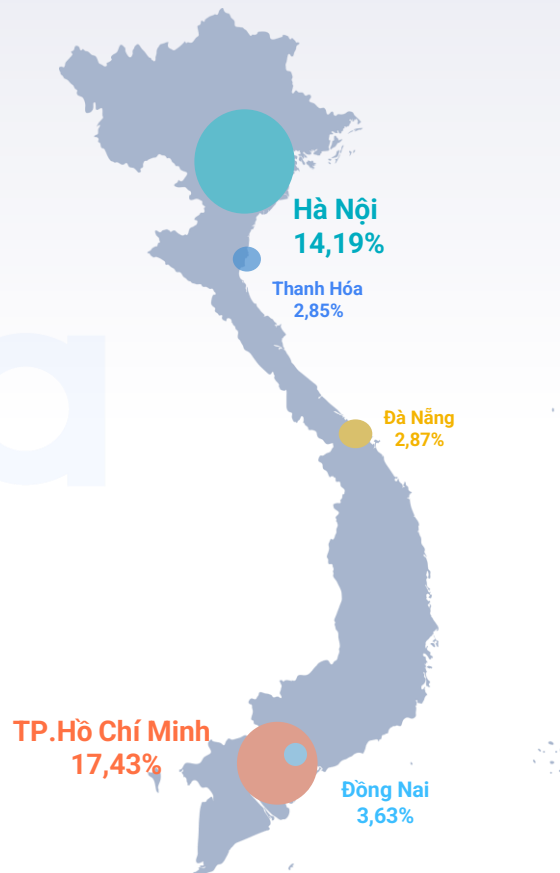 Hà Nội
14,19%
Thanh Hóa
2,85%
Đà Nẵng
2,87%
TP.Hồ Chí Minh
17,43%
Đồng Nai
3,63%